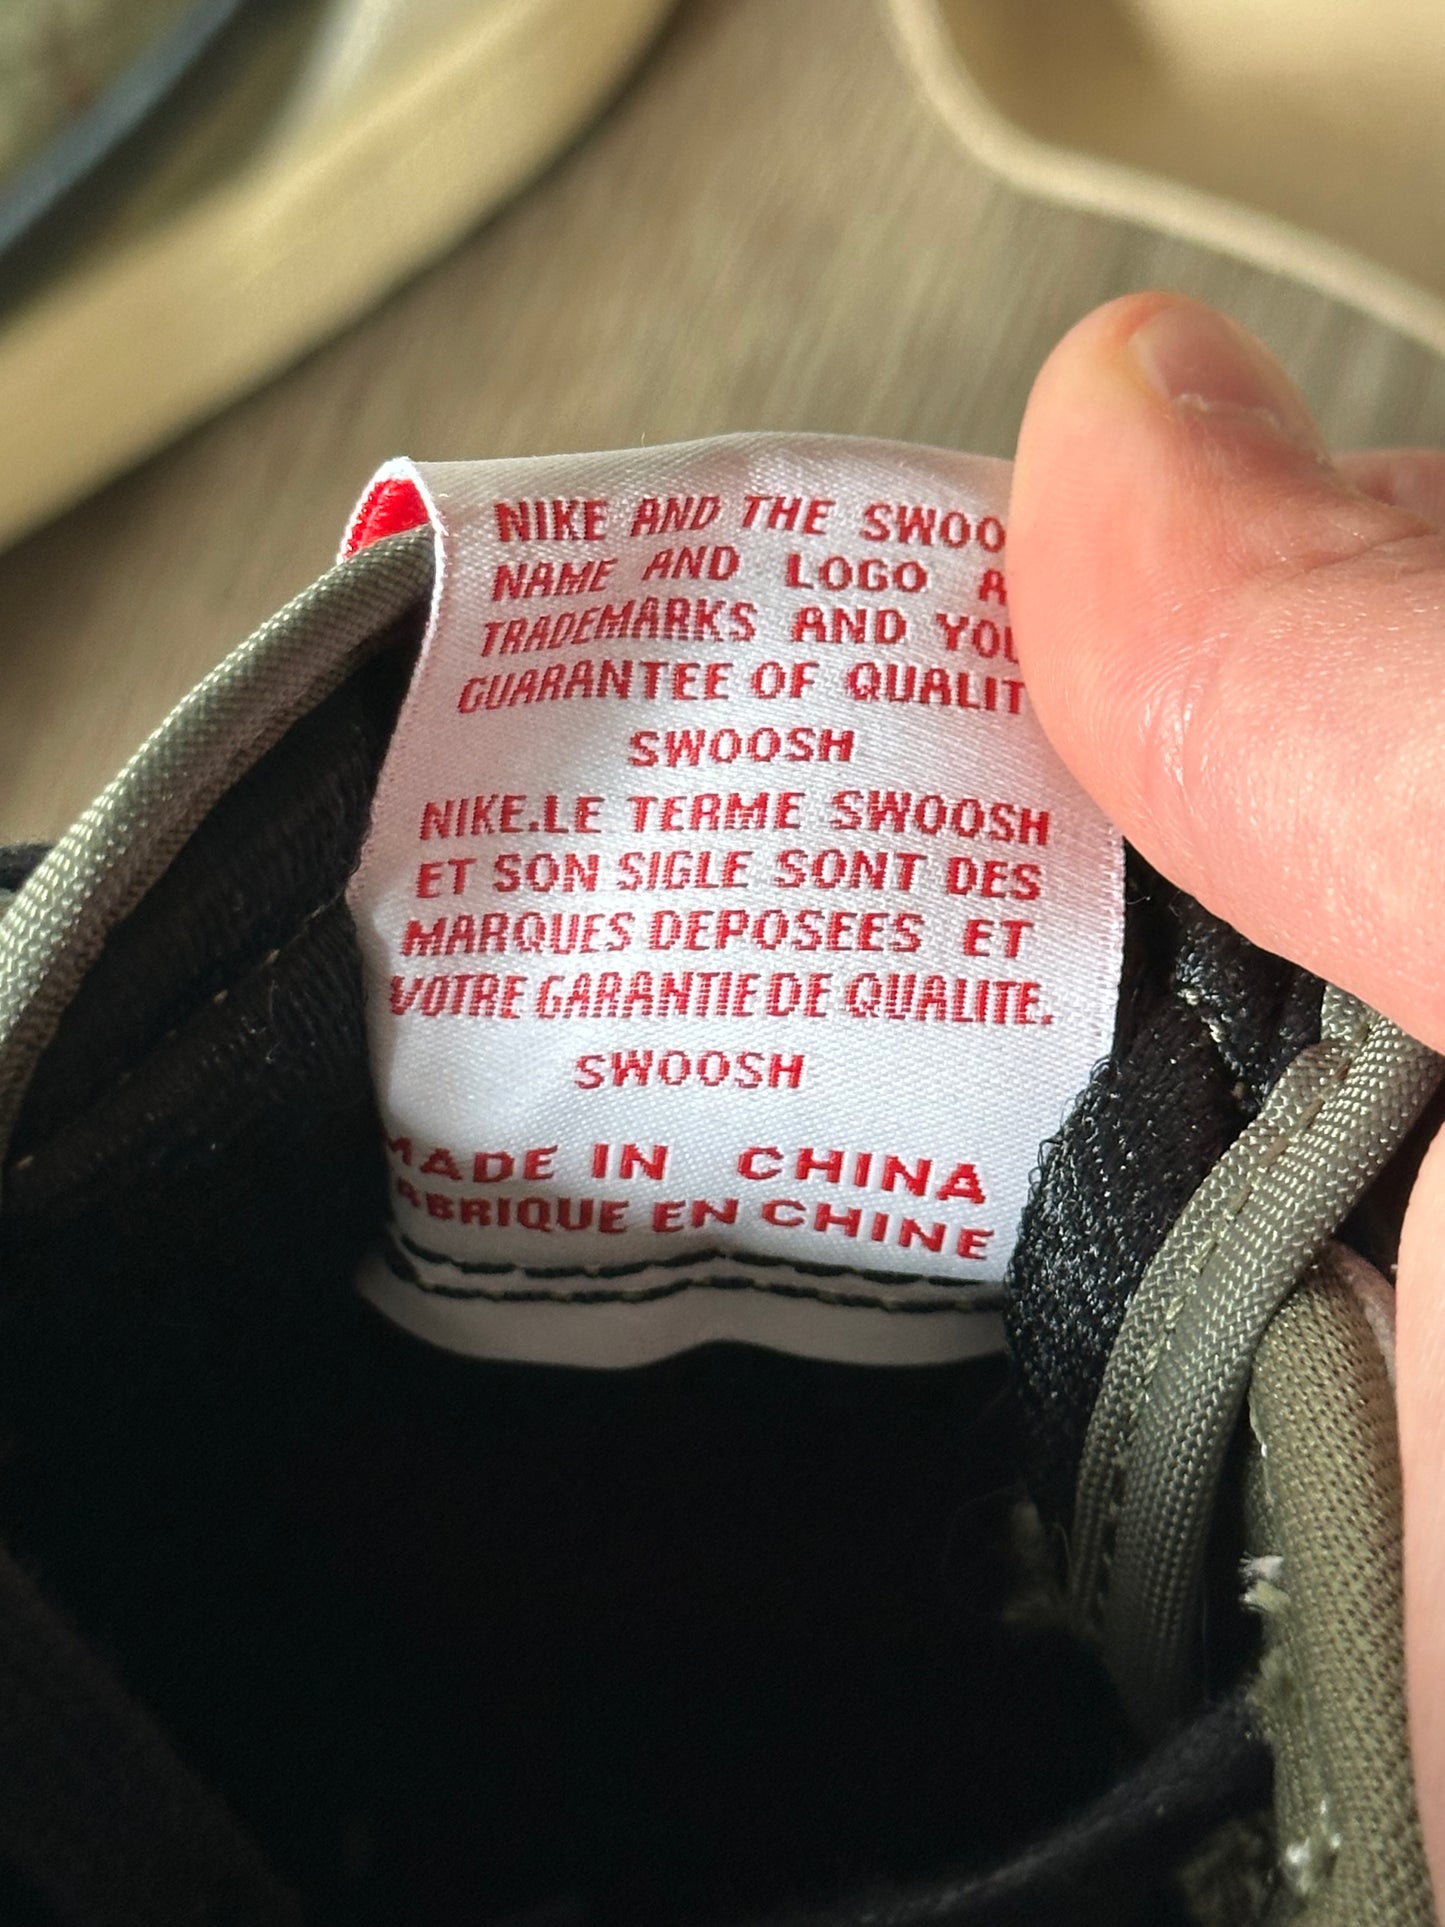 NIKE AND THE SWOO
NAME AND LOGO A
TRADEMARKS AND YOU
GUARANTEE OF QUALIT
SWOOSH
NIKE.LE TERME SWOOSH
ET SON SIGLE SONT DES
MARQUES DEPOSEES ET
VOTRE GARANTIE DE QUALITE.
SWOOSH
MADE IN CHINA
ABRIQUE EN CHINE